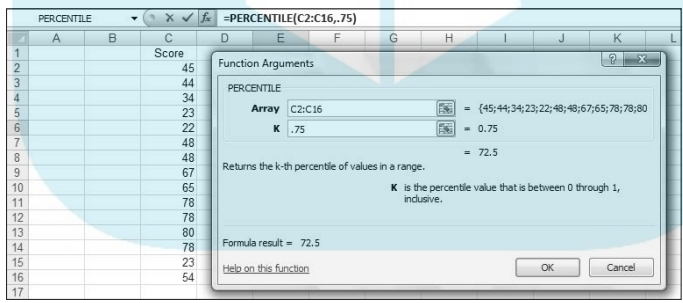 PERCENTILE =PERCENTILE(C2:C16,.75)
A B C D E F G H I J K L
1 Score
2 45
3 44
4 34
5 23
6 22
7 48
8 48
9 67
10 65
11 78
12 78
13 80
14 78
15 23
16 54
17
Function Arguments
PERCENTILE
Array C2:C16 = {45;44;34;23;22;48;48;67;65;78;78;80
K .75 = 0.75
= 72.5
Returns the k-th percentile of values in a range.
K is the percentile value that is between 0 through 1,
inclusive.
Formula result = 72.5
Help on this function OK Cancel